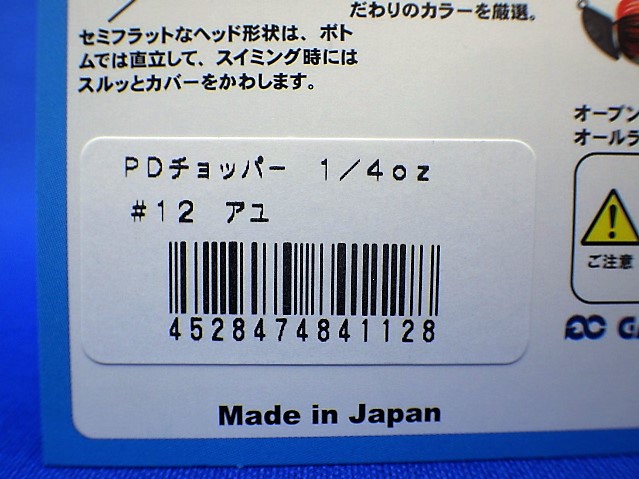 だわりのカラーを厳選。
セミフラットなヘッド形状は、ボト
ムでは直立して、スイミング時には
スルッとカバーをかわします。
オープン
オールラ
PDチョッパー 1/4oz
#12 アユ
4528474841128
ご注意
Made in Japan